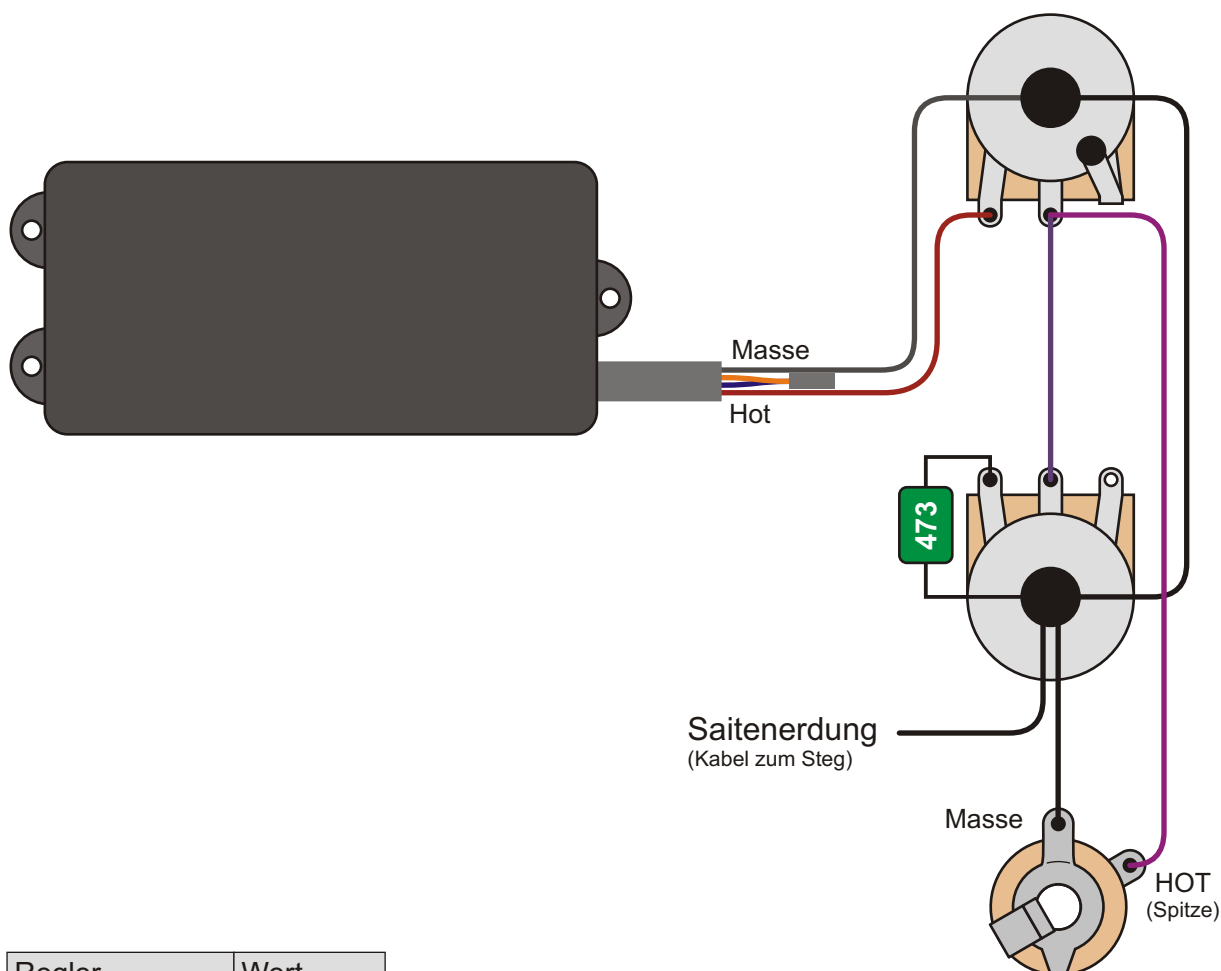 Masse
Hot
473
Saitenerdung
(Kabel zum Steg)
Masse
HOT
(Spitze)
Regler Wert